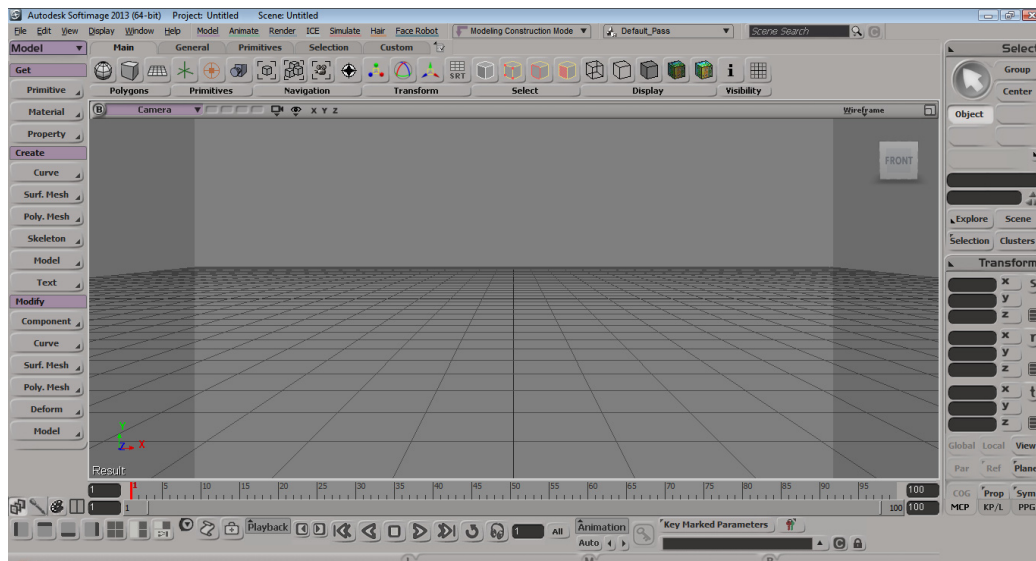 Autodesk Softimage 2013 (64-bit) Project: Untitled Scene: Untitled
File Edit View Display Window Help Model Animate Render ICE Simulate Hair Face Robot Modeling Construction Mode Default_Pass Scene Search
Model
Main General Primitives Selection Custom
Select
Get
Primitive
Material
Property
Create
Curve
Surf. Mesh
Poly. Mesh
Skeleton
Model
Text
Modify
Component
Curve
Surf. Mesh
Poly. Mesh
Deform
Model
SRT
Polygons Primitives Navigation Transform Select Display Visibility
B Camera X Y Z Wireframe
FRONT
Y
Z X
Result
Group
Center
Object
Explore Scene
Selection Clusters
Transform
x s
y
z
x r
y
z
x t
y
z
Global Local View
Par Ref Plane
COG Prop Sym
MCP KP/L PPG
1 1 5 10 15 20 25 30 35 40 45 50 55 60 65 70 75 80 85 90 95 100
1 1 100 100
Playback 1 All Animation Key Marked Parameters
Auto
L M R